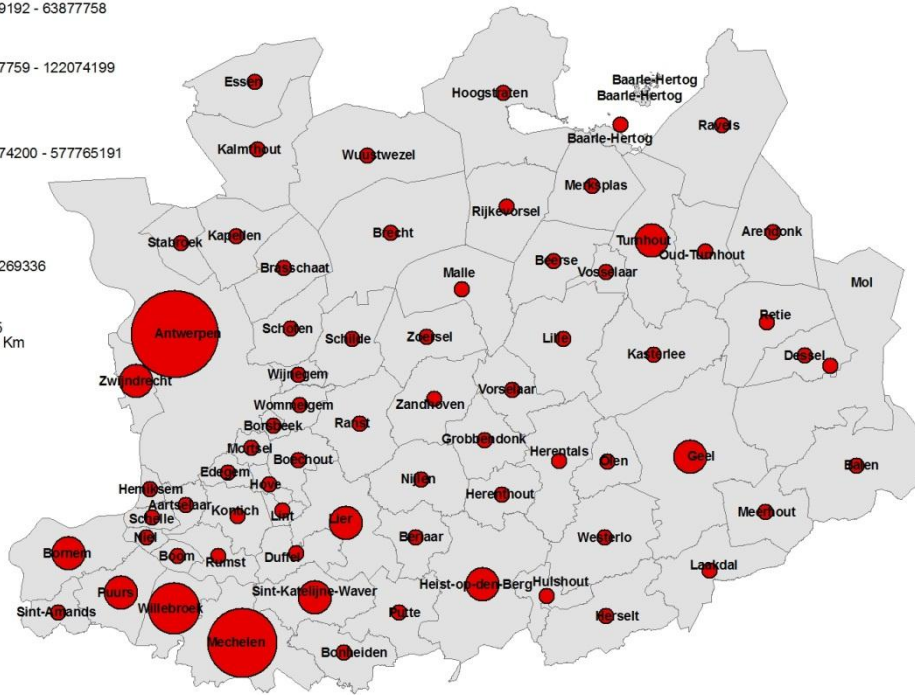 9192 - 63877758
7759 - 122074199
74200 - 577765191
269336
Km
Essen
Hoogstraten
Baarle-Hertog
Baarle-Hertog
Baarle-Hertog
Ravels
Kalmthout
Wuustwezel
Merksplas
Rijkevorsel
Stabroek
Kapellen
Brecht
Turnhout
Arendonk
Oud-Turnhout
Brasschaat
Malle
Beerse
Vosselaar
Mol
Antwerpen
Schoten
Schilde
Zoersel
Lille
Retie
Kasterlee
Dessel
Zwijndrecht
Wijnegem
Vorselaar
Wommelgem
Zandhoven
Borsbeek
Ranst
Mortsel
Grobbendonk
Herentals
Olen
Geel
Boechout
Balen
Edegem
Hove
Nijlen
Hemiksem
Herenthout
Aartselaar
Kontich
Lint
Lier
Meerhout
Schelle
Niel
Berlaar
Westerlo
Bornem
Boom
Rumst
Duffel
Laakdal
Puurs
Sint-Katelijne-Waver
Heist-op-den-Berg
Hulshout
Sint-Amands
Willebroek
Putte
Herselt
Mechelen
Bonheiden